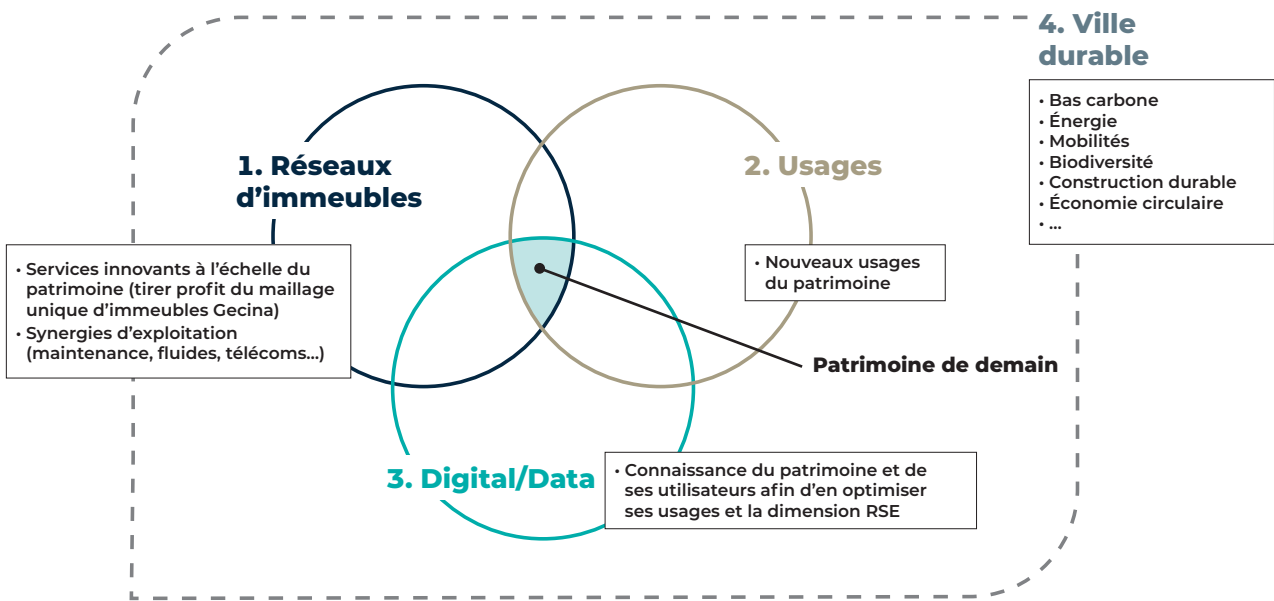 4. Ville
durable
• Bas carbone
• Énergie
• Mobilités
• Biodiversité
• Construction durable
• Économie circulaire
• ...
1. Réseaux
d’immeubles
• Services innovants à l’échelle du
patrimoine (tirer profit du maillage
unique d’immeubles Gecina)
• Synergies d’exploitation
(maintenance, fluides, télécoms...)
2. Usages
• Nouveaux usages
du patrimoine
Patrimoine de demain
3. Digital/Data
• Connaissance du patrimoine et de
ses utilisateurs afin d’en optimiser
ses usages et la dimension RSE